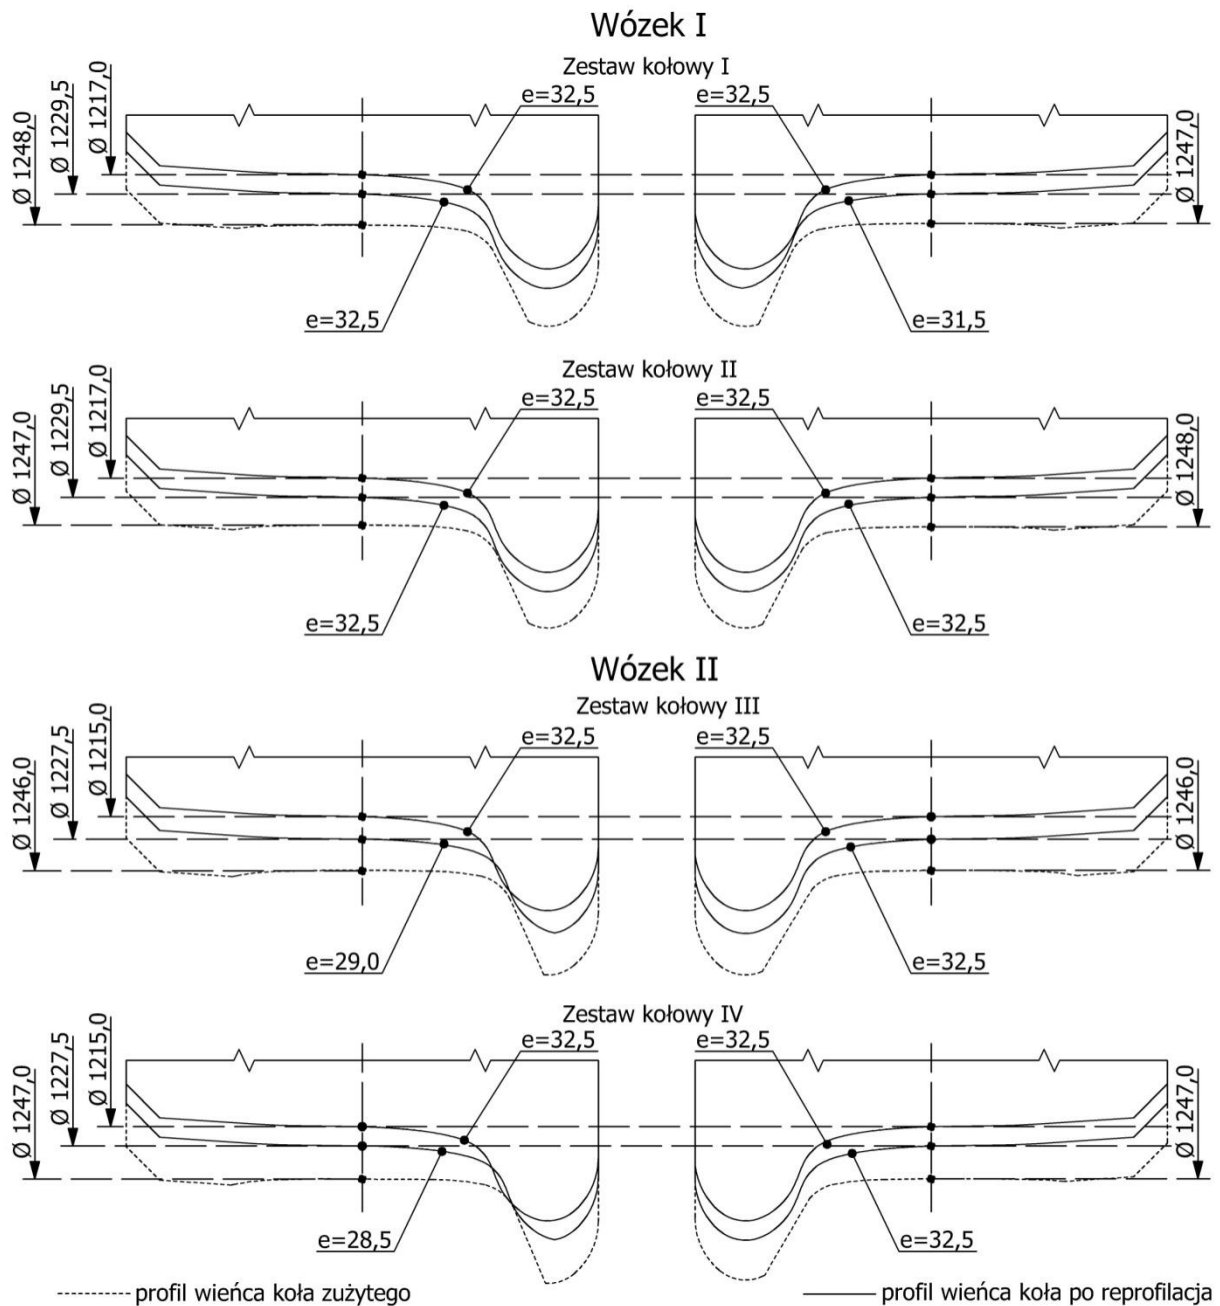 Wózek I
Zestaw kołowy I
e=32,5
e=32,5
Ø 1248,0
Ø 1229,5
Ø 1217,0
Ø 1247,0
e=32,5
e=31,5
Zestaw kołowy II
e=32,5
e=32,5
Ø 1247,0
Ø 1229,5
Ø 1217,0
Ø 1248,0
e=32,5
e=32,5
Wózek II
Zestaw kołowy III
e=32,5
e=32,5
Ø 1246,0
Ø 1227,5
Ø 1215,0
Ø 1246,0
e=29,0
e=32,5
Zestaw kołowy IV
e=32,5
e=32,5
Ø 1247,0
Ø 1227,5
Ø 1215,0
Ø 1247,0
e=28,5
e=32,5
profil wieńca koła zużytego
profil wieńca koła po reprofilacja